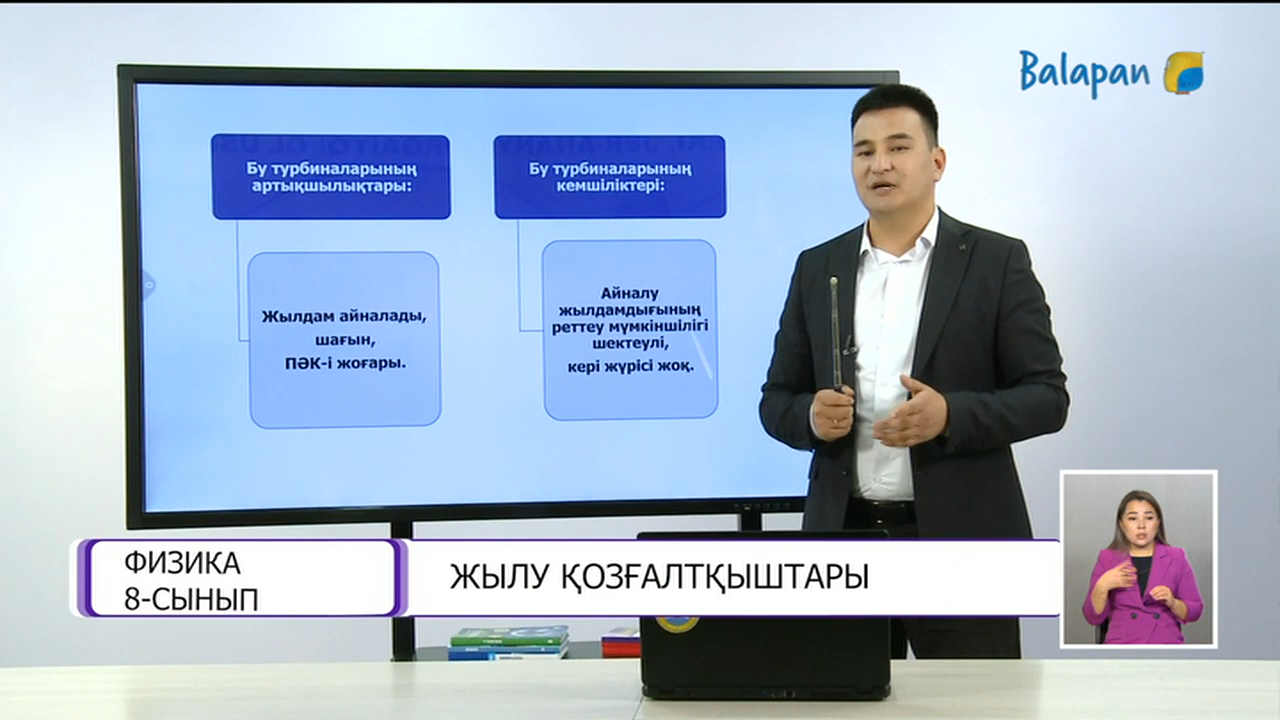 Balapan
Бу турбиналарының
артықшылықтары:
Бу турбиналарының
кемшіліктері:
Жылдам айналады,
шағын,
ПӘК-і жоғары.
Айналу
жылдамдығының
реттеу мүмкіншілігі
шектеулі,
кері жүрісі жоқ.
ФИЗИКА
8-СЫНЫП
ЖЫЛУ ҚОЗҒАЛТҚЫШТАРЫ